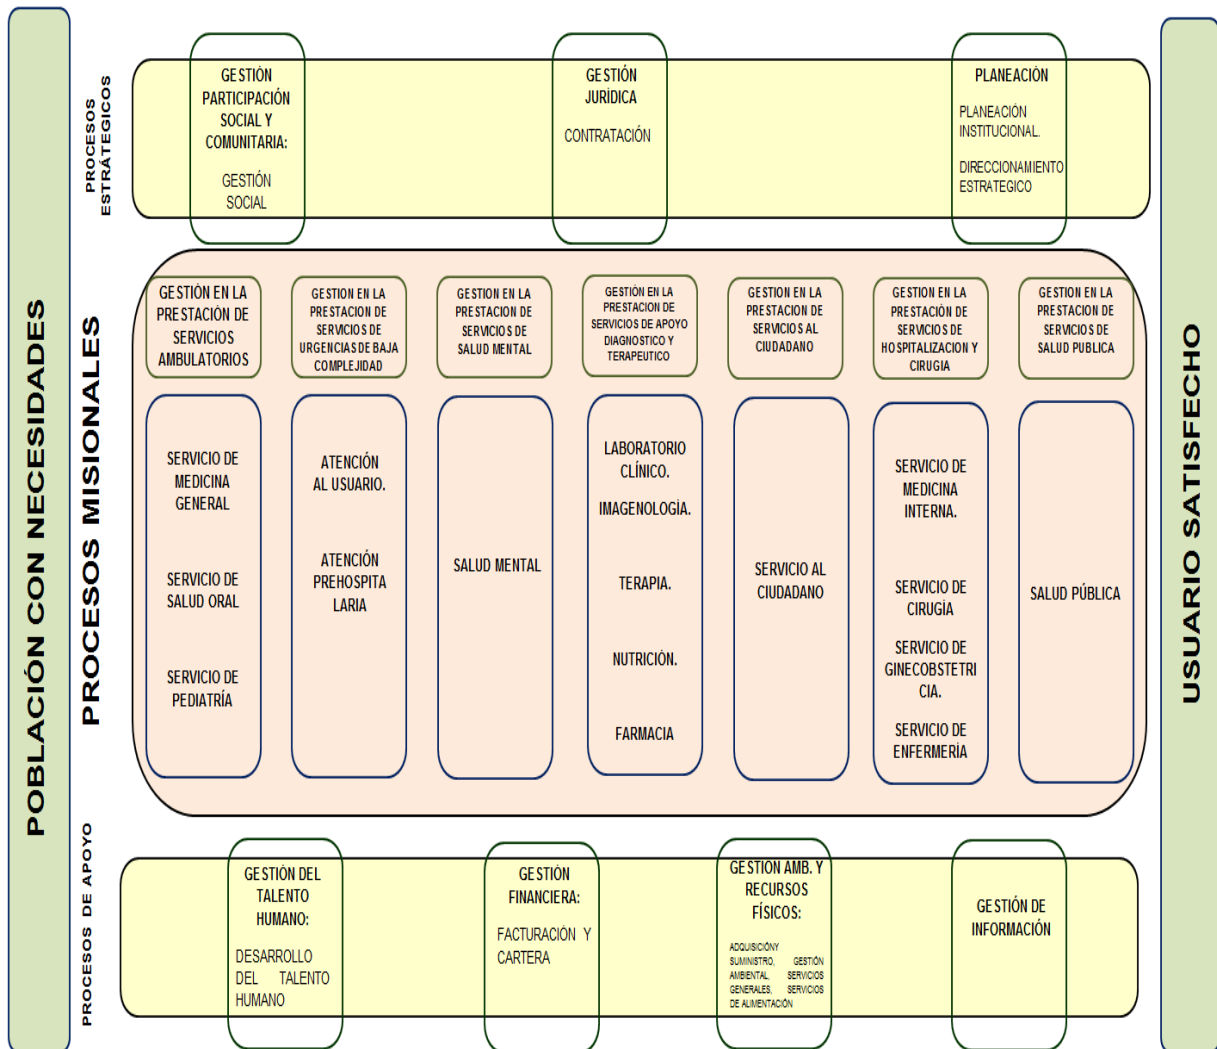 POBLACIÓN CON NECESIDADES
PROCESOS
ESTRÁTEGICOS
GESTIÓN
PARTICIPACIÓN
SOCIAL Y
COMUNITARIA:
GESTIÓN
SOCIAL
GESTIÓN
JURÍDICA
CONTRATACIÓN
PLANEACIÓN
PLANEACIÓN
INSTITUCIONAL.
DIRECCIONAMIENTO
ESTRATEGICO
PROCESOS MISIONALES
GESTIÓN EN LA
PRESTACIÓN DE
SERVICIOS
AMBULATORIOS
GESTION EN LA
PRESTACION DE
SERVICIOS DE
URGENCIAS DE BAJA
COMPLEJIDAD
GESTION EN LA
PRESTACION DE
SERVICIOS DE
SALUD MENTAL
GESTIÓN EN LA
PRESTACION DE
SERVICIOS DE APOYO
DIAGNOSTICO Y
TERAPEUTICO
GESTION EN LA
PRESTACION DE
SERVICIOS AL
CIUDADANO
GESTION EN LA
PRESTACIÓN DE
SERVICIOS DE
HOSPITALIZACION Y
CIRUGIA
GESTION EN LA
PRESTACION DE
SERVICIOS DE
SALUD PUBLICA
SERVICIO DE
MEDICINA
GENERAL
SERVICIO DE
SALUD ORAL
SERVICIO DE
PEDIATRÍA
ATENCIÓN
AL USUARIO.
ATENCIÓN
PREHOSPITA
LARIA
SALUD MENTAL
LABORATORIO
CLÍNICO.
IMAGENOLOGÌA.
TERAPIA.
NUTRICIÒN.
FARMACIA
SERVICIO AL
CIUDADANO
SERVICIO DE
MEDICINA
INTERNA.
SERVICIO DE
CIRUGÌA
SERVICIO DE
GINECOBSTETRI
CIA.
SERVICIO DE
ENFERMERÌA
SALUD PÚBLICA
PROCESOS DE APOYO
GESTIÓN DEL
TALENTO
HUMANO:
DESARROLLO
DEL TALENTO
HUMANO
GESTIÓN
FINANCIERA:
FACTURACIÓN Y
CARTERA
GESTION AMB. Y
RECURSOS
FÍSICOS:
ADQUISICIÓNY
SUMINISTRO, GESTIÓN
AMBIENTAL, SERVICIOS
GENERALES, SERVICIOS
DE ALIMENTACIÓN
GESTIÓN DE
INFORMACIÓN
USUARIO SATISFECHO